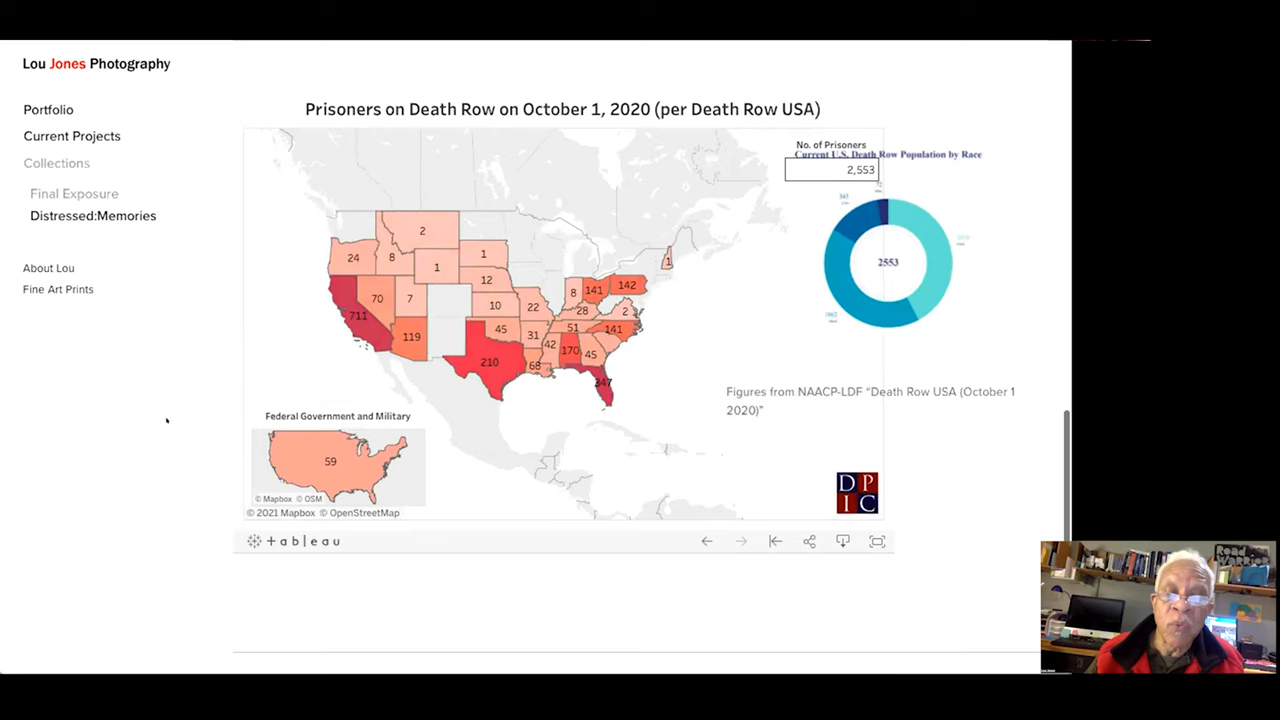 Lou Jones Photography
Portfolio
Current Projects
Collections
Final Exposure
Distressed:Memories
About Lou
Fine Art Prints
Prisoners on Death Row on October 1, 2020 (per Death Row USA)
No. of Prisoners
2,553
Current U.S. Death Row Population by Race
2553
2
24
8
1
1
12
70
7
10
22
8
141
142
1
28
2
711
119
45
31
51
141
42
170
45
210
68
347
Federal Government and Military
59
© Mapbox © OSM
© 2021 Mapbox © OpenStreetMap
Figures from NAACP-LDF “Death Row USA (October 1
2020)”
D P
I C
+ a b l e a u
Road
Warrior